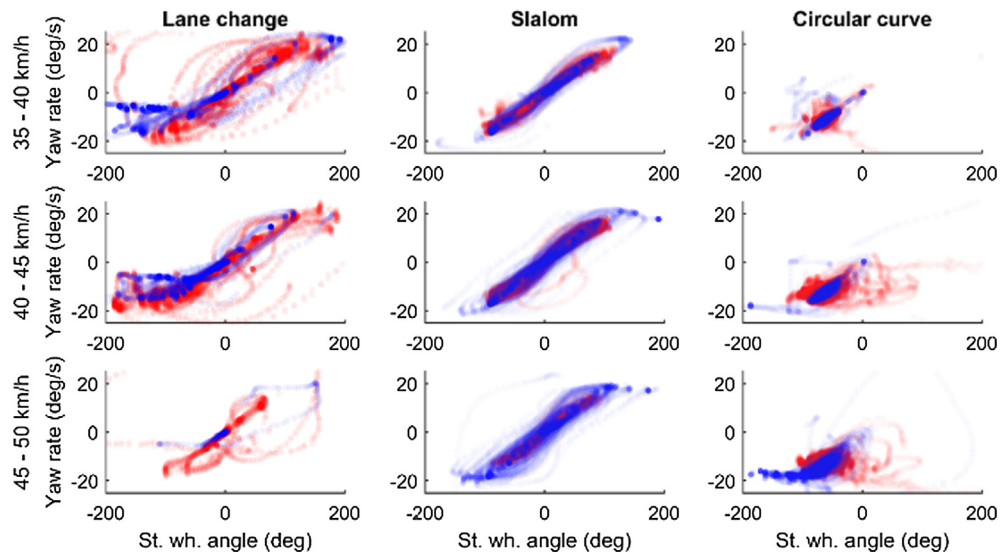 Lane change Slalom Circular curve
35 - 40 km/h
Yaw rate (deg/s)
20 20 20
0 0 0
-20 -20 -20
-200 0 200 -200 0 200 -200 0 200
40 - 45 km/h
Yaw rate (deg/s)
20 20 20
0 0 0
-20 -20 -20
-200 0 200 -200 0 200 -200 0 200
45 - 50 km/h
Yaw rate (deg/s)
20 20 20
0 0 0
-20 -20 -20
-200 0 200 -200 0 200 -200 0 200
St. wh. angle (deg) St. wh. angle (deg) St. wh. angle (deg)